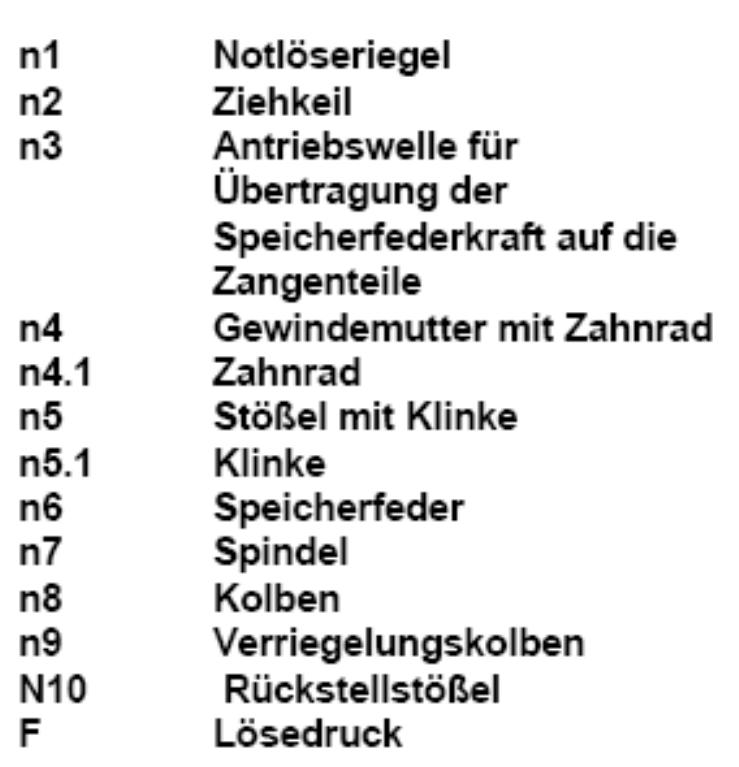 n1 Notlöseriegel
n2 Ziehkeil
n3 Antriebswelle für
Übertragung der
Speicherfederkraft auf die
Zangenteile
n4 Gewindemutter mit Zahnrad
n4.1 Zahnrad
n5 Stößel mit Klinke
n5.1 Klinke
n6 Speicherfeder
n7 Spindel
n8 Kolben
n9 Verriegelungskolben
N10 Rückstellstößel
F Lösedruck